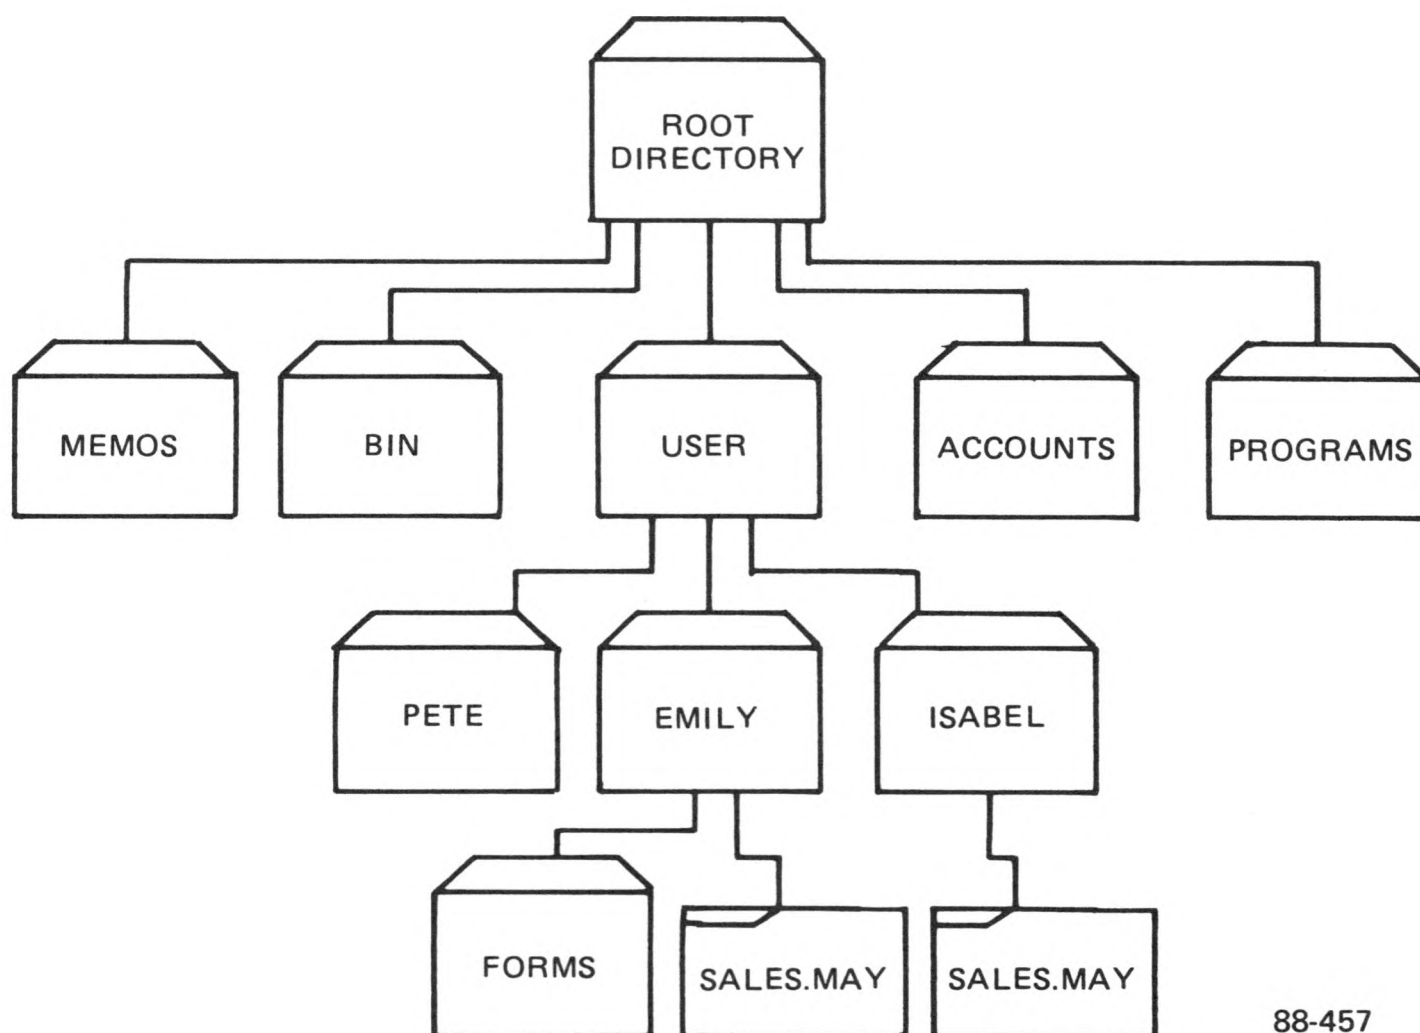 ROOT
DIRECTORY
MEMOS
BIN
USER
ACCOUNTS
PROGRAMS
PETE
EMILY
ISABEL
FORMS
SALES.MAY
SALES.MAY
88-457